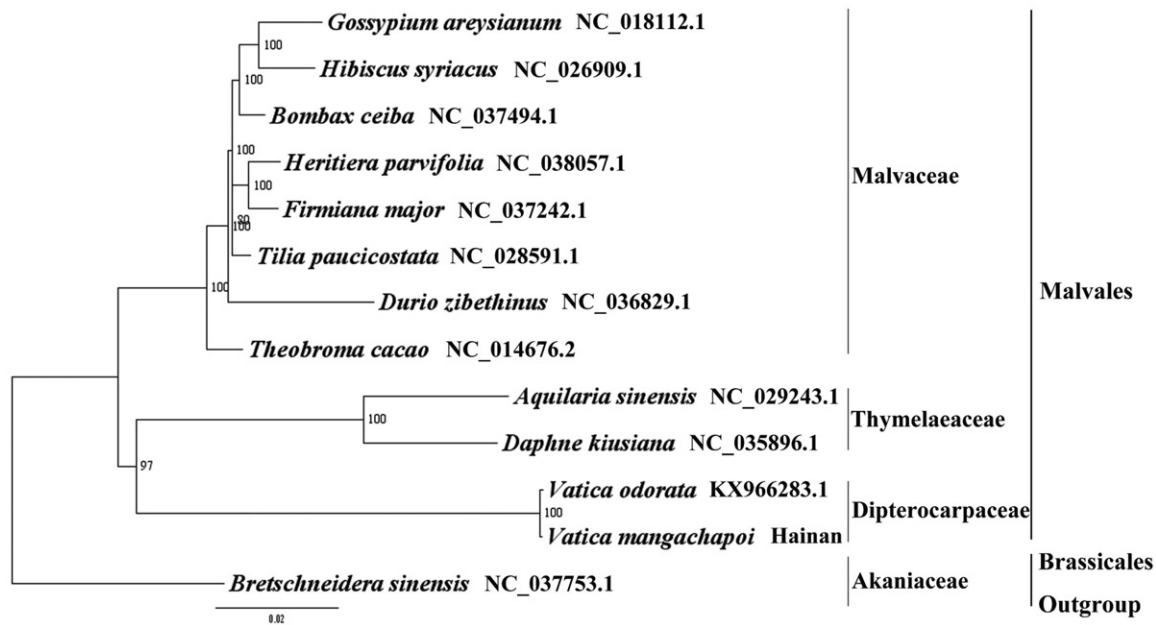 Gossypium areysianum NC_018112.1
100
Hibiscus syriacus NC_026909.1
100
Bombax ceiba NC_037494.1
100
Heritiera parvifolia NC_038057.1
100
Malvaceae
Firmiana major NC_037242.1
80
100
Tilia paucicostata NC_028591.1
100
Malvales
Durio zibethinus NC_036829.1
Theobroma cacao NC_014676.2
Aquilaria sinensis NC_029243.1
100
Thymelaeaceae
Daphne kiusiana NC_035896.1
97
Vatica odorata KX966283.1
100
Dipterocarpaceae
Vatica mangachapoi Hainan
Brassicales
Bretschneidera sinensis NC_037753.1
Akaniaceae
Outgroup
0.02